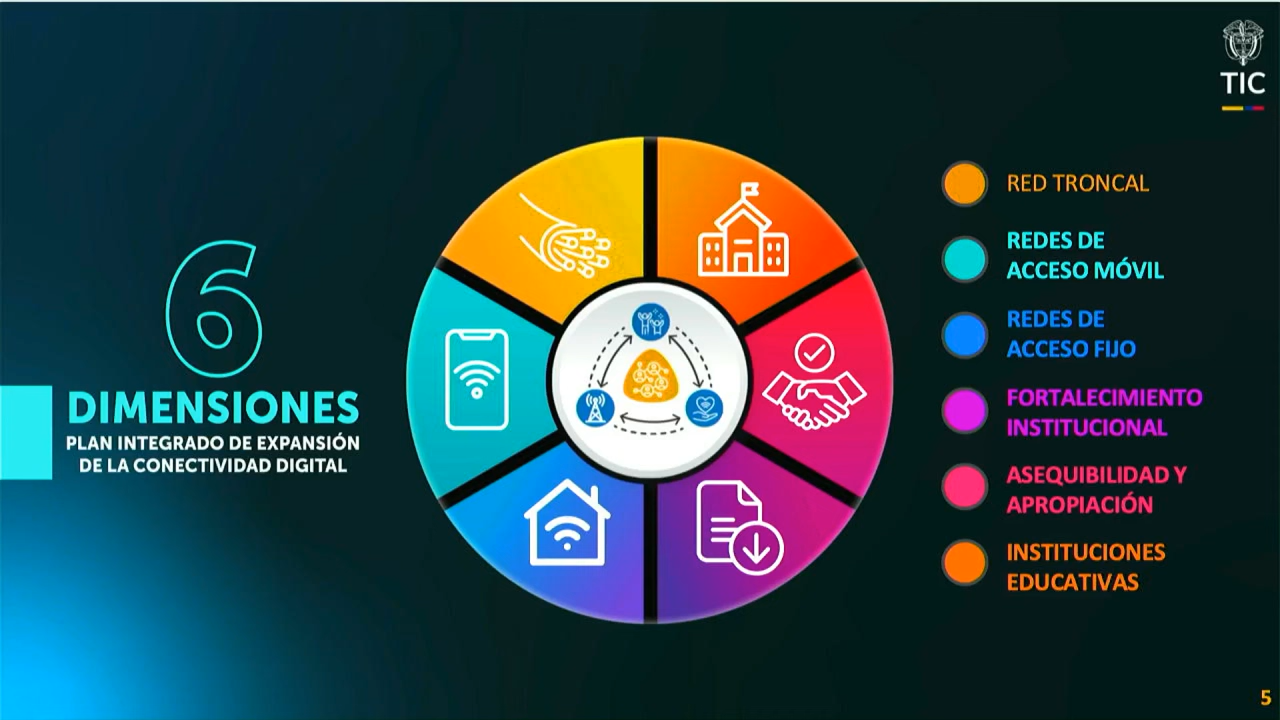 TIC
6
DIMENSIONES
PLAN INTEGRADO DE EXPANSIÓN
DE LA CONECTIVIDAD DIGITAL
RED TRONCAL
REDES DE
ACCESO MÓVIL
REDES DE
ACCESO FIJO
FORTALECIMIENTO
INSTITUCIONAL
ASEQUIBILIDAD Y
APROPIACIÓN
INSTITUCIONES
EDUCATIVAS
5